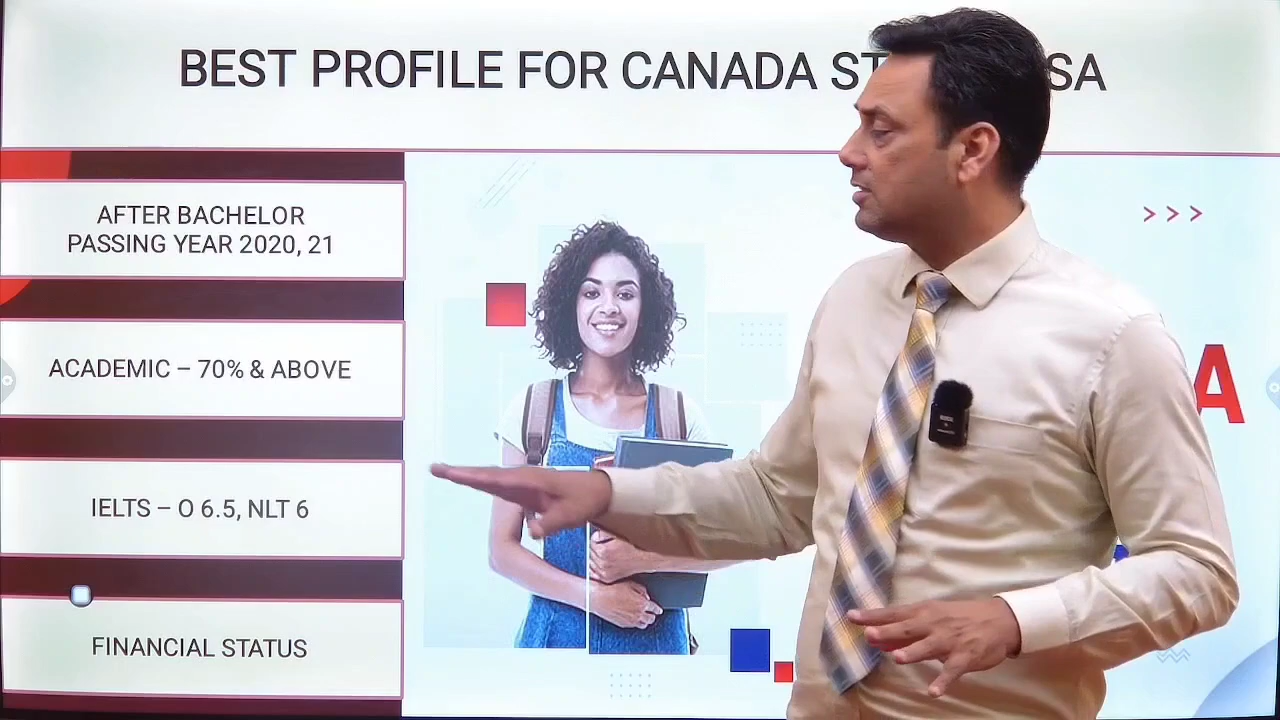 BEST PROFILE FOR CANADA ST SA
AFTER BACHELOR
PASSING YEAR 2020, 21
ACADEMIC – 70% & ABOVE
IELTS – O 6.5, NLT 6
FINANCIAL STATUS
A